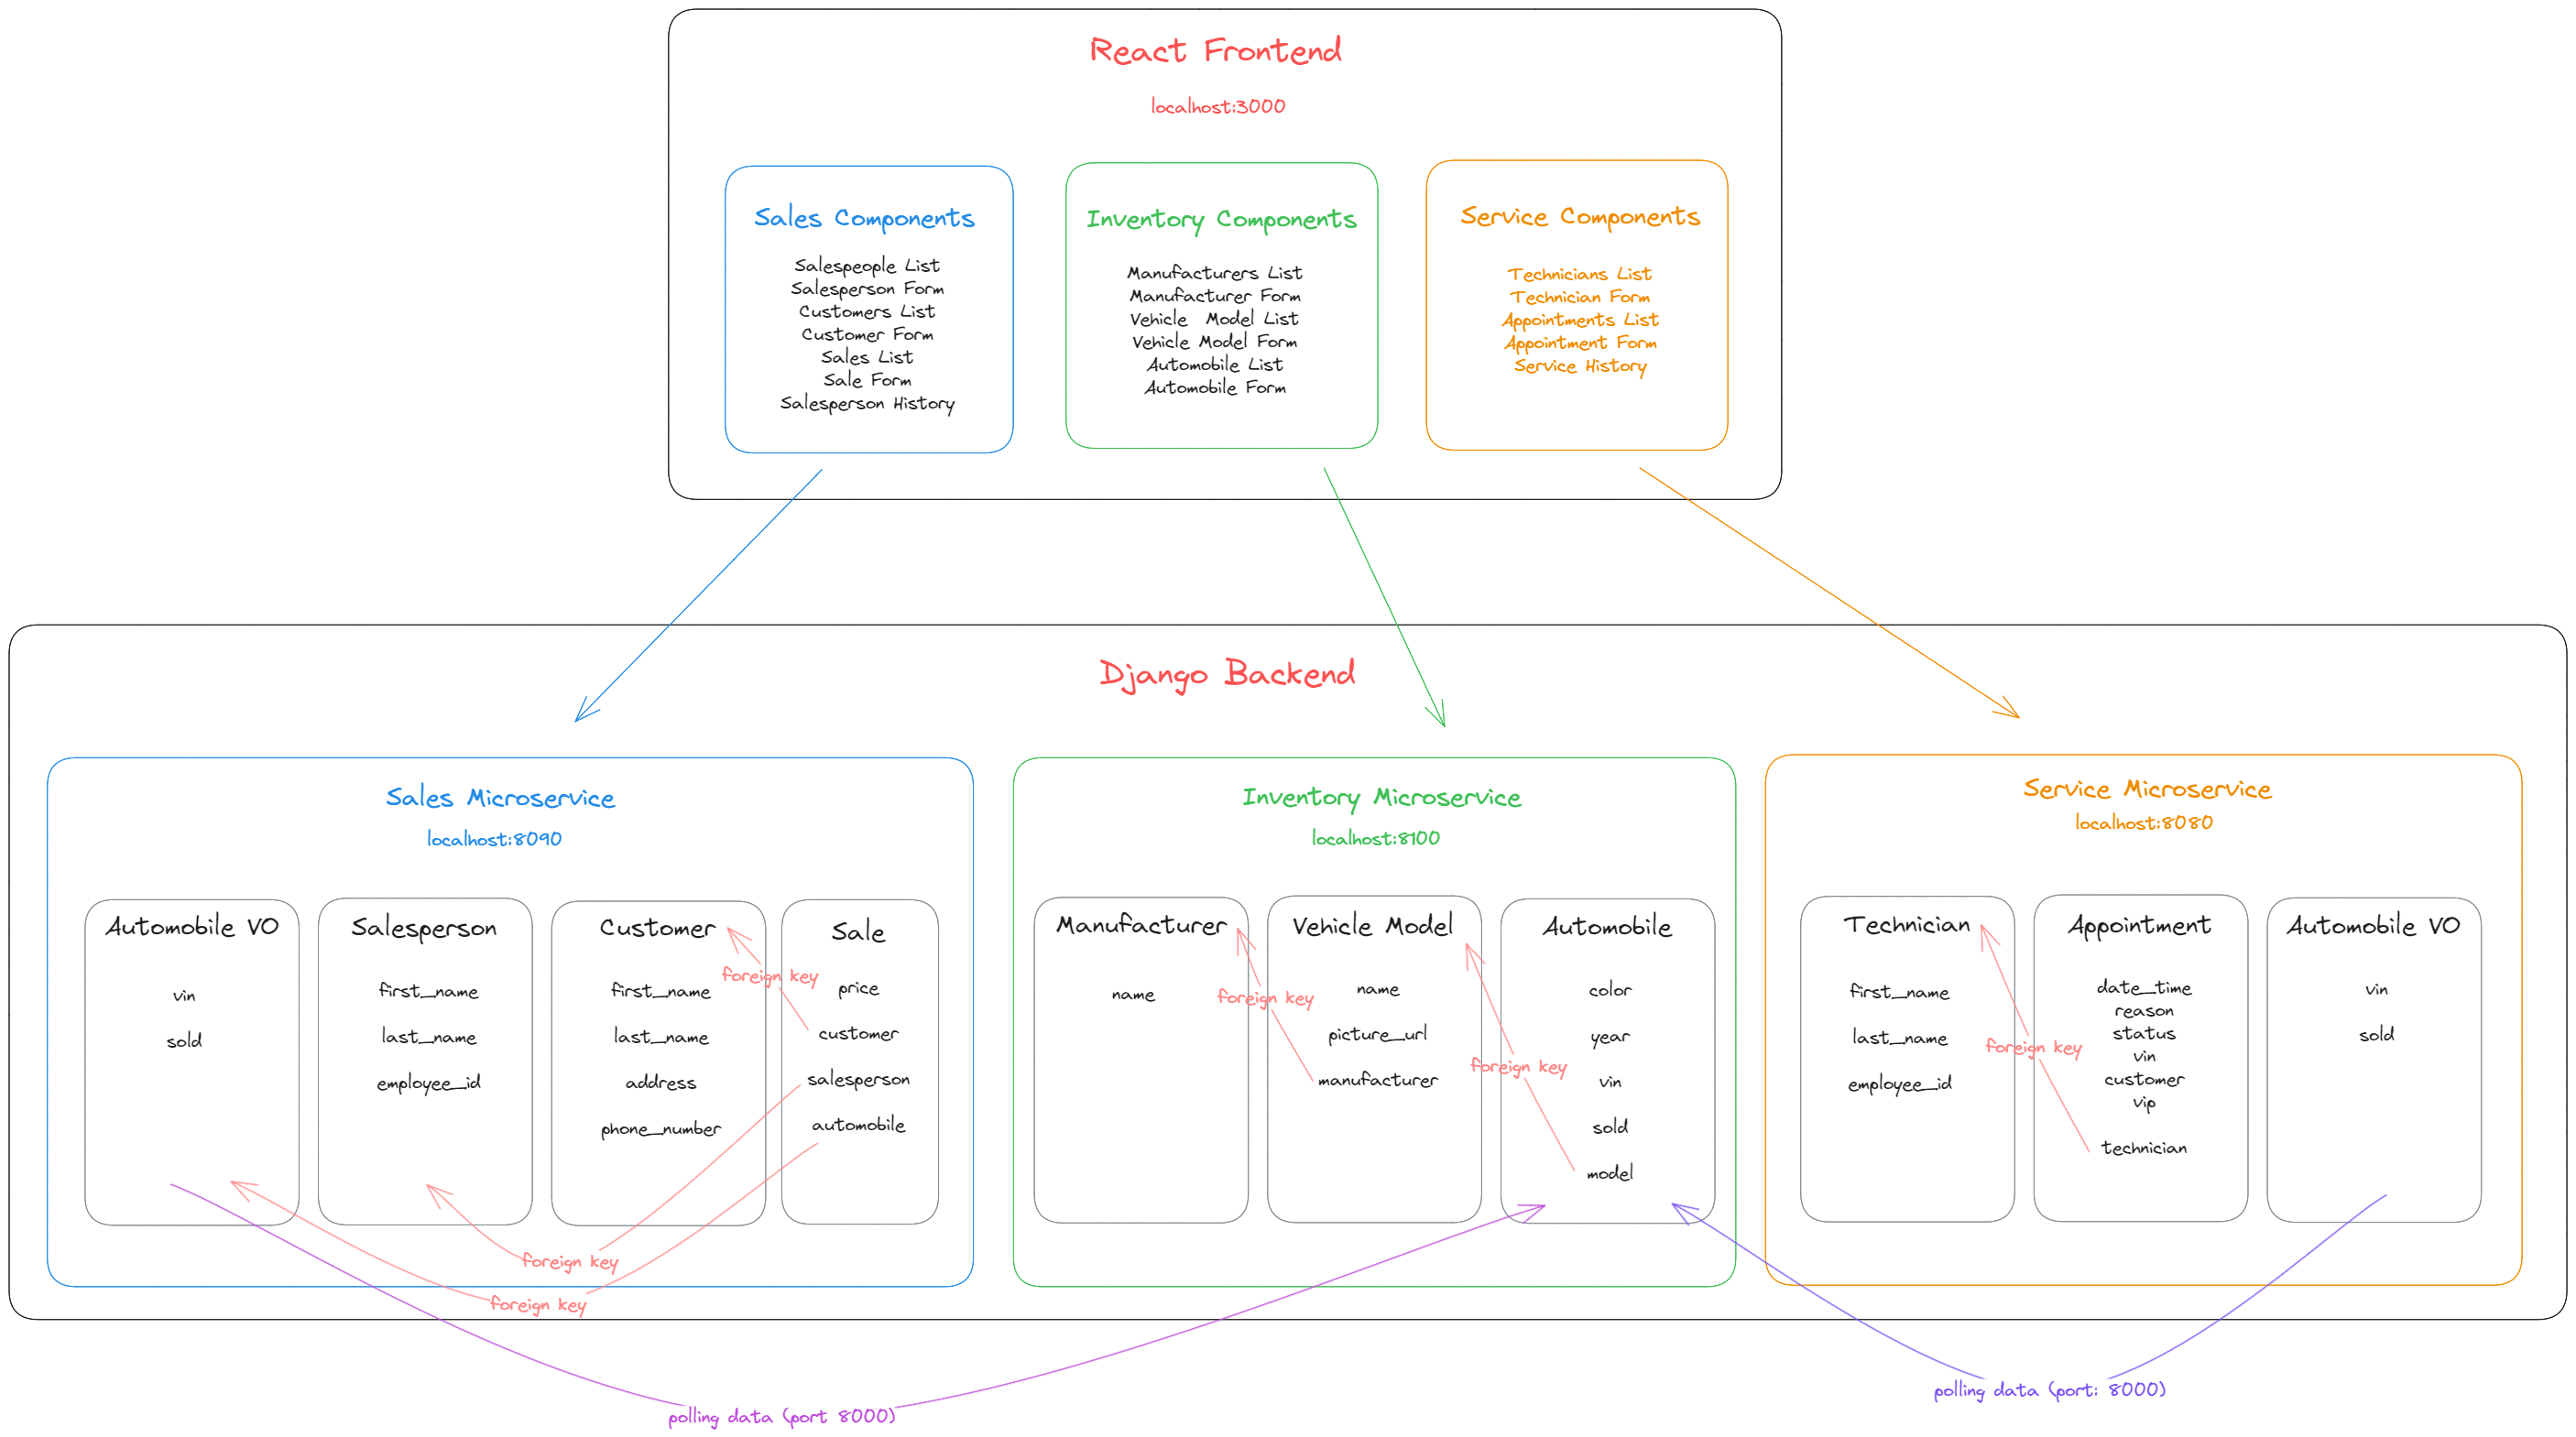 React Frontend
localhost:3000
Sales Components
Salespeople List
Salesperson Form
Customers List
Customer Form
Sales List
Sale Form
Salesperson History
Inventory Components
Manufacturers List
Manufacturer Form
Vehicle  Model List
Vehicle Model Form
Automobile List
Automobile Form
Service Components
Technicians List
Technician Form
Appointments List
Appointment Form
Service History
Django Backend
Sales Microservice
localhost:8090
Automobile VO
vin
sold
Salesperson
first_name
last_name
employee_id
Customer
first_name
last_name
address
phone_number
Sale
price
customer
salesperson
automobile
foreign key
foreign key
foreign key
Inventory Microservice
localhost:8100
Manufacturer
name
foreign key
Vehicle Model
name
picture_url
manufacturer
foreign key
Automobile
color
year
vin
sold
model
Service Microservice
localhost:8080
Technician
first_name
last_name
employee_id
foreign key
Appointment
date_time
reason
status
vin
customer
vip
technician
Automobile VO
vin
sold
polling data (port 8000)
polling data (port: 8000)